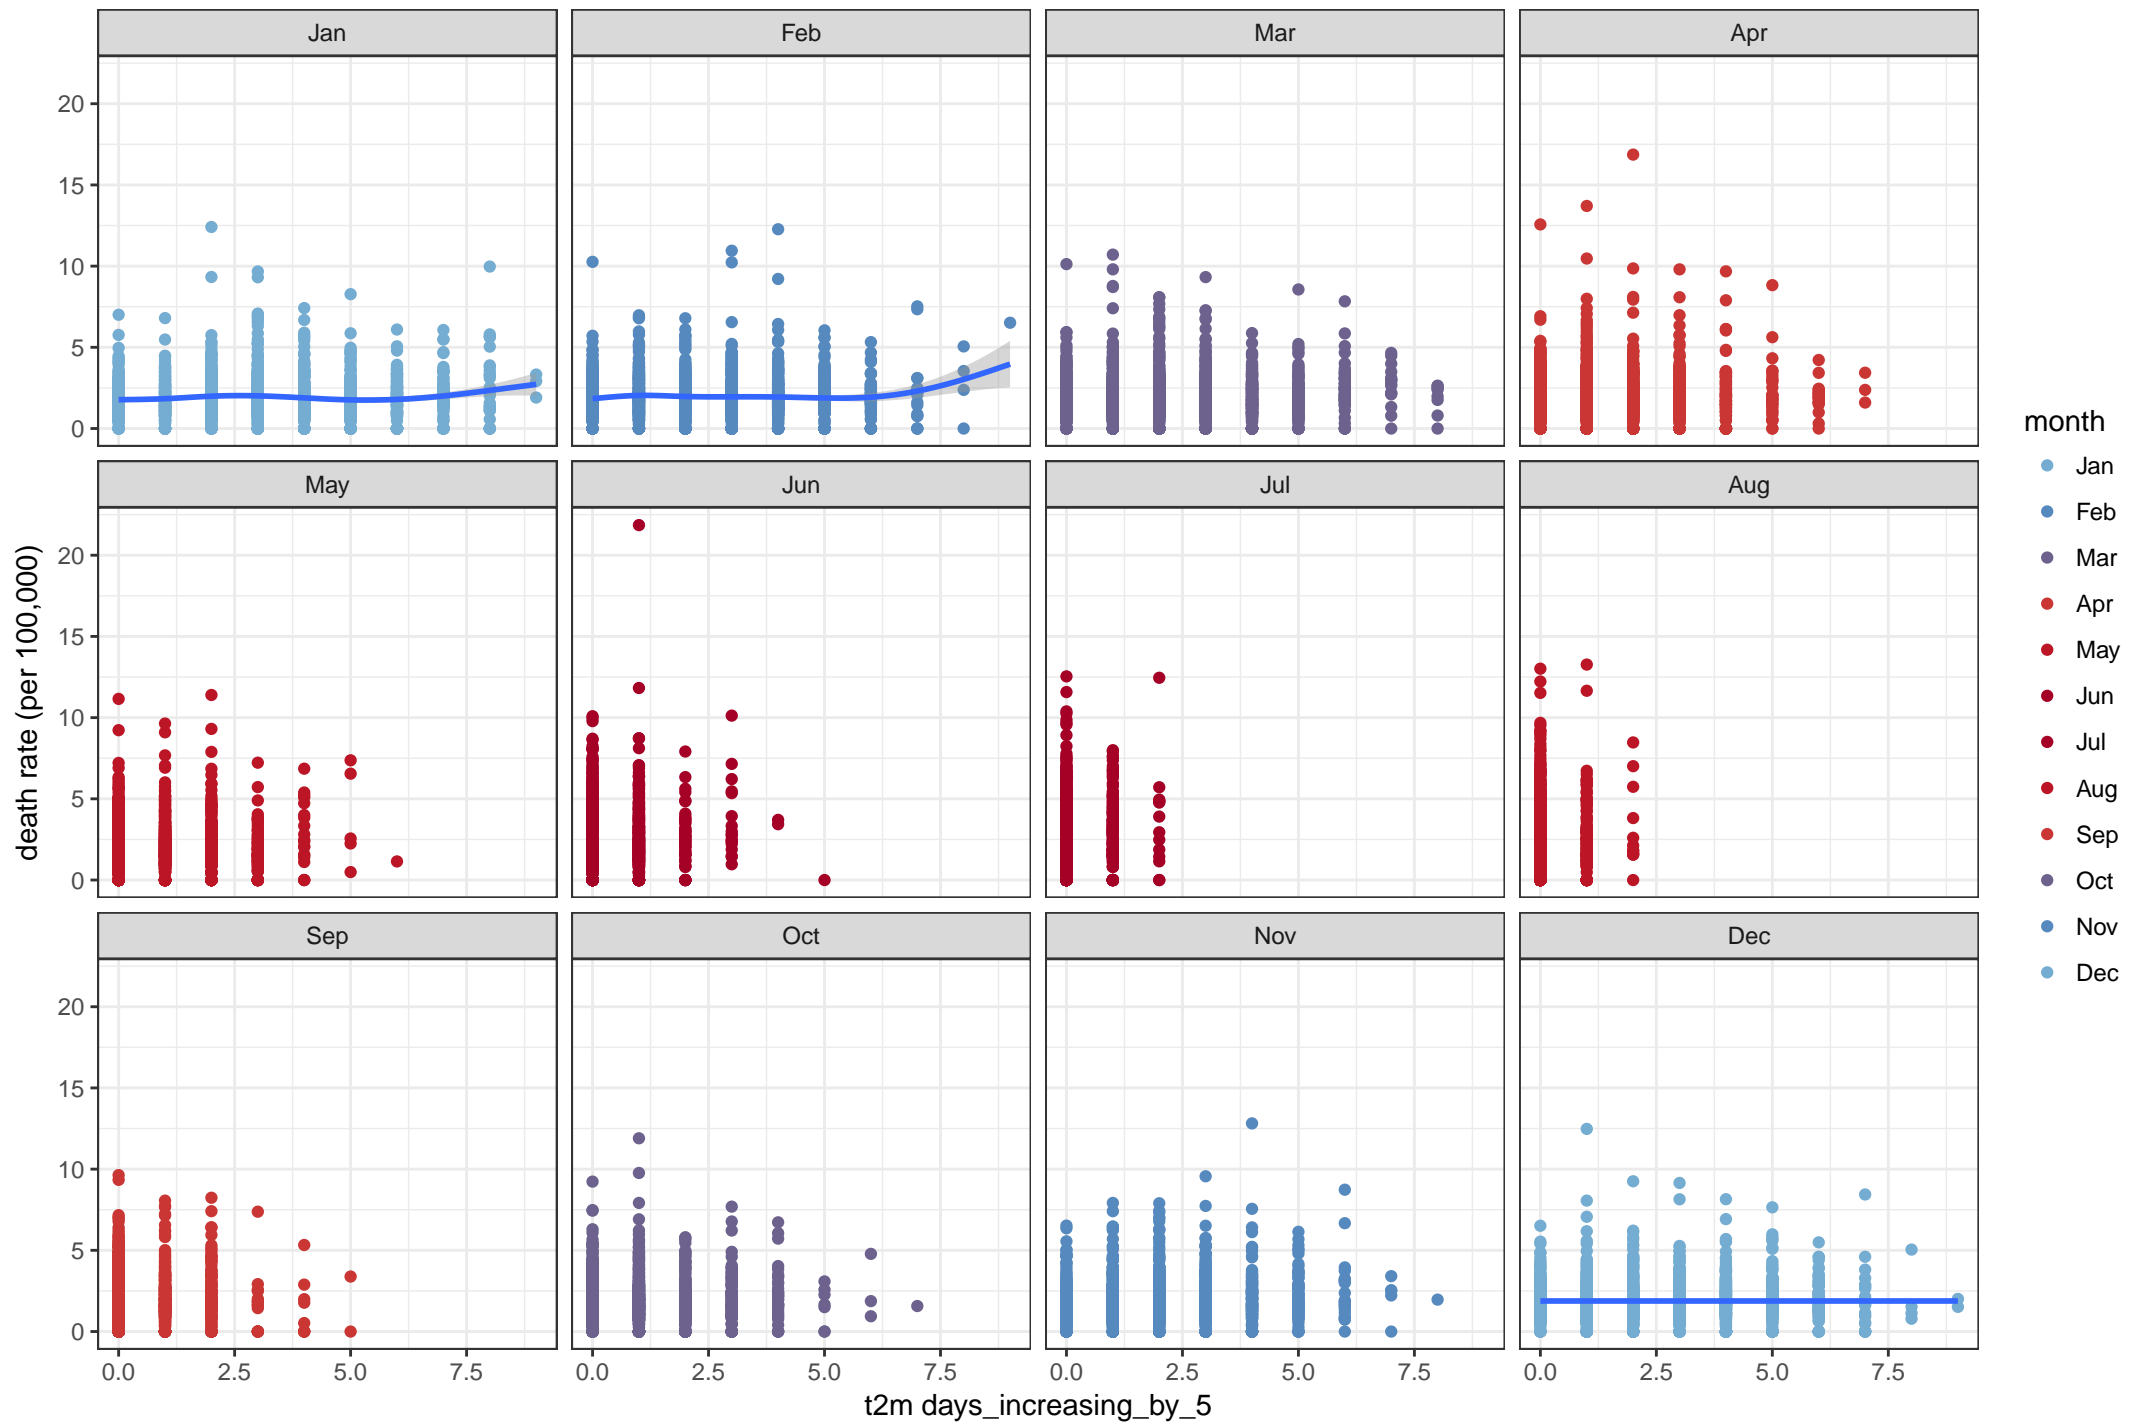 Jan Feb Mar Apr
20
15
10
5
0
May Jun Jul Aug
20
15
10
5
0
Sep Oct Nov Dec
20
15
10
5
0
0.0 2.5 5.0 7.5 0.0 2.5 5.0 7.5 0.0 2.5 5.0 7.5 0.0 2.5 5.0 7.5
t2m days_increasing_by_5
death rate (per 100,000)
month
Jan
Feb
Mar
Apr
May
Jun
Jul
Aug
Sep
Oct
Nov
Dec